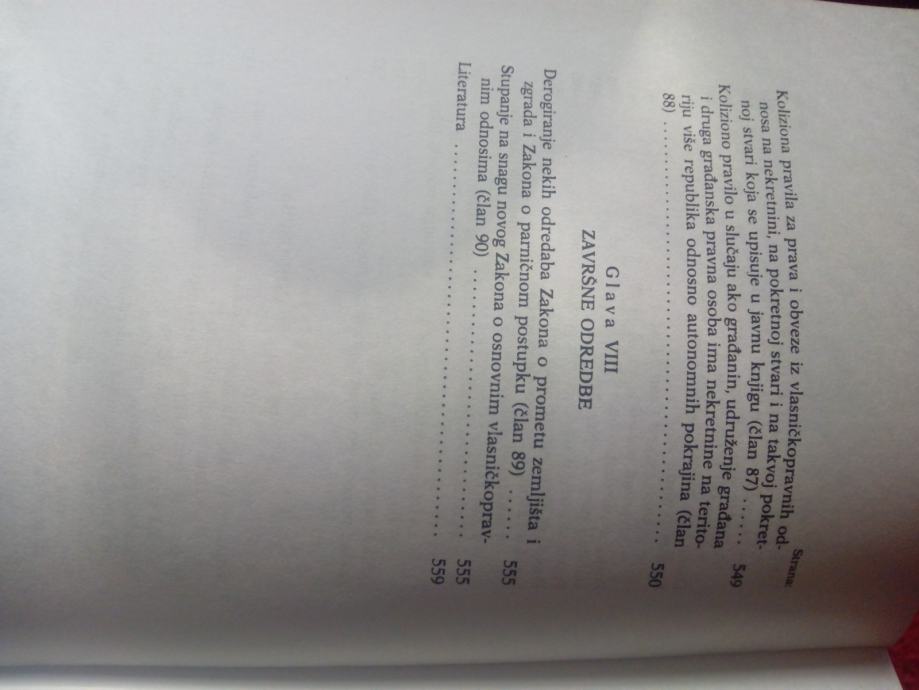 Strana:
Koliziona pravila za prava i obveze iz vlasničkopravnih od-
nosa na nekretnini, na pokretnoj stvari i na takvoj pokret-
noj stvari koja se upisuje u javnu knjigu (član 87) . . . . . . 549
Koliziono pravilo u slučaju ako građanin, udruženje građana
i druga građanska pravna osoba ima nekretnine na terito-
riju više republika odnosno autonomnih pokrajina (član
88) . . . . . . . . . . . . . . . . . . . . . . . . . . . . . . . . . . . . . . 550
Glava VIII
ZAVRŠNE ODREDBE
Derogiranje nekih odredaba Zakona o prometu zemljišta i
zgrada i Zakona o parničnom postupku (član 89) . . . . . 555
Stupanje na snagu novog Zakona o osnovnim vlasničkoprav-
nim odnosima (član 90) . . . . . . . . . . . . . . . . . . . . . . . 555
Literatura . . . . . . . . . . . . . . . . . . . . . . . . . . . . . . . . . . 559